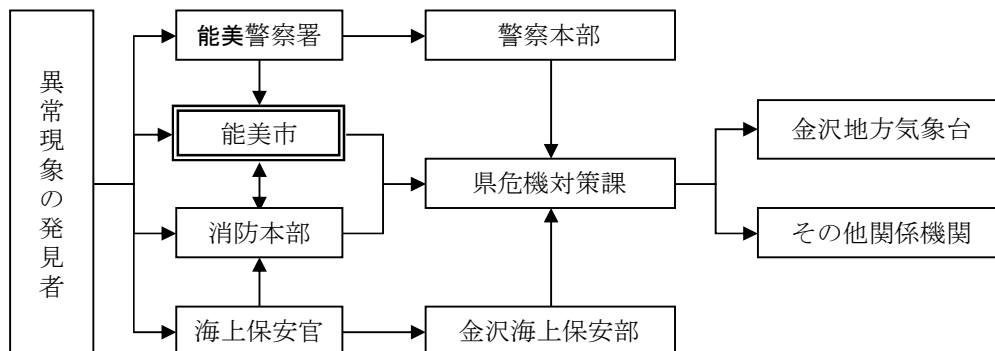 異常現象の発見者
能美警察署
警察本部
能美市
金沢地方気象台
県危機対策課
消防本部
その他関係機関
海上保安官
金沢海上保安部